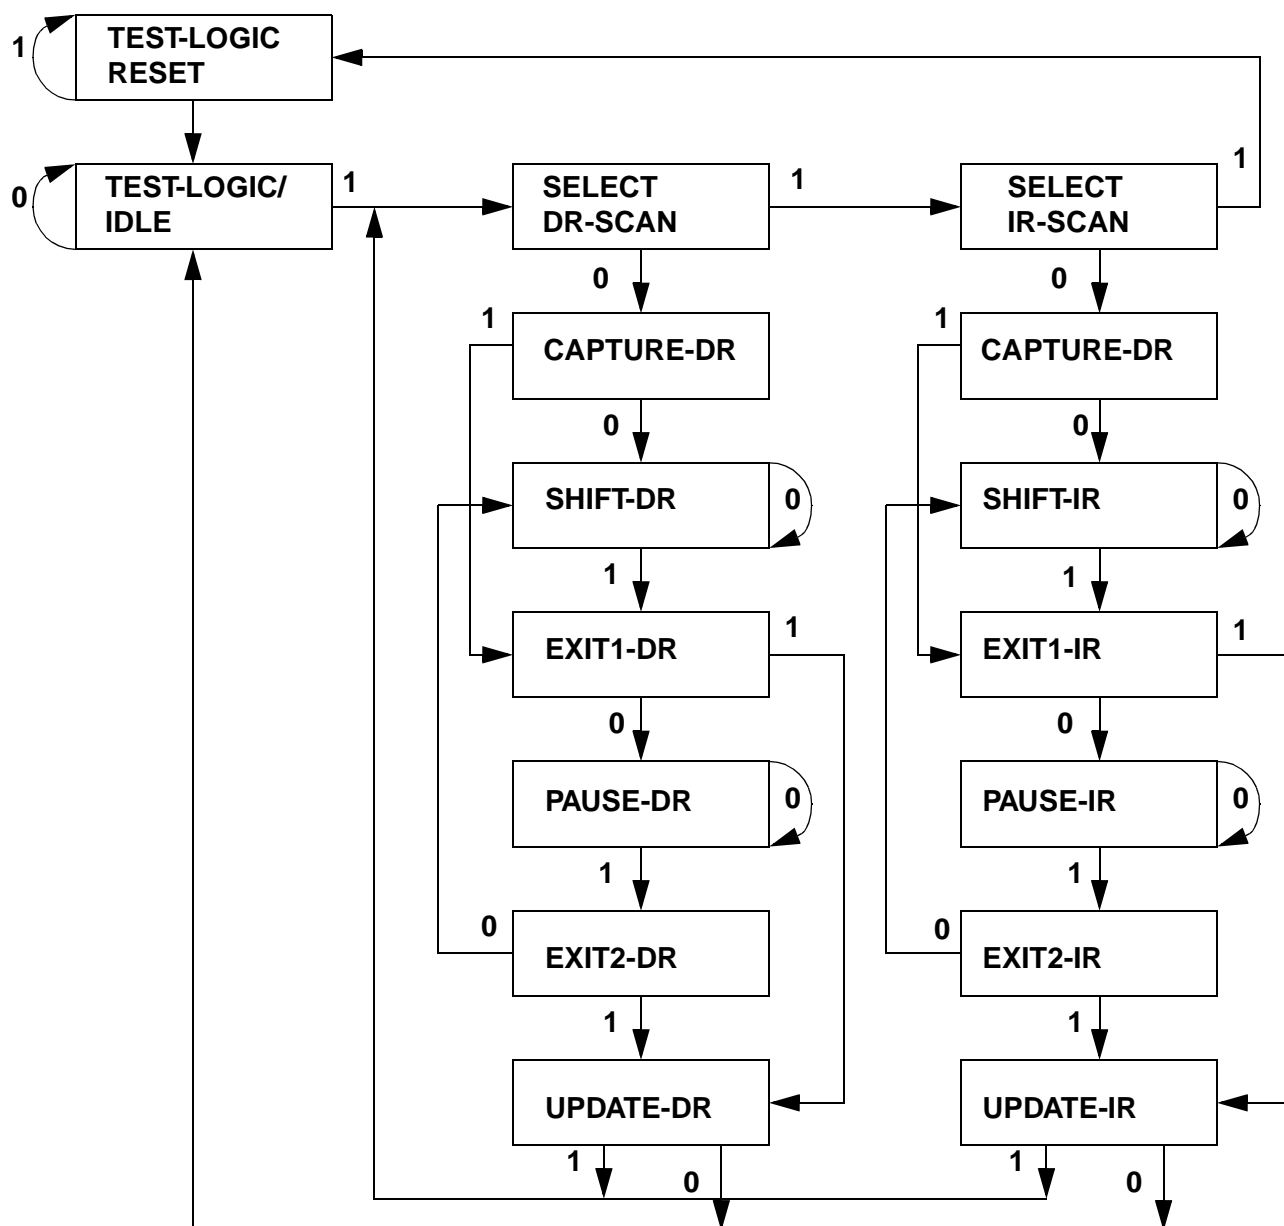 1
TEST-LOGIC
RESET
0
TEST-LOGIC/
IDLE
1
SELECT
DR-SCAN
1
SELECT
IR-SCAN
1
0
0
1
CAPTURE-DR
1
CAPTURE-DR
0
0
SHIFT-DR
0
SHIFT-IR
0
1
1
EXIT1-DR
1
EXIT1-IR
1
0
0
PAUSE-DR
0
PAUSE-IR
0
1
1
0
EXIT2-DR
0
EXIT2-IR
1
1
UPDATE-DR
UPDATE-IR
1
0
1
0